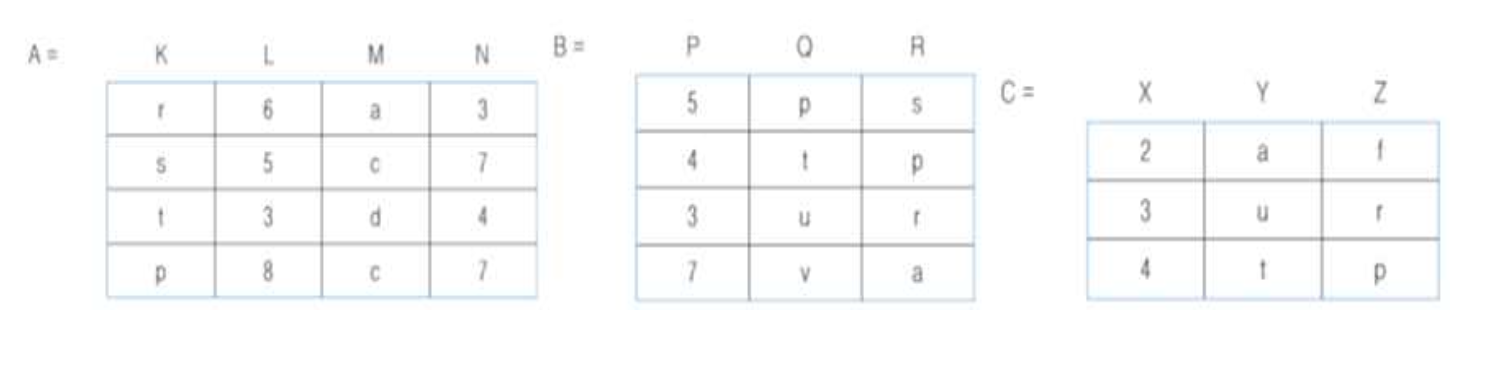 A = K L M N
r 6 a 3
s 5 c 7
t 3 d 4
p 8 c 7
B = P Q R
5 p s
4 t p
3 u r
7 v a
C = X Y Z
2 a f
3 u r
4 t p